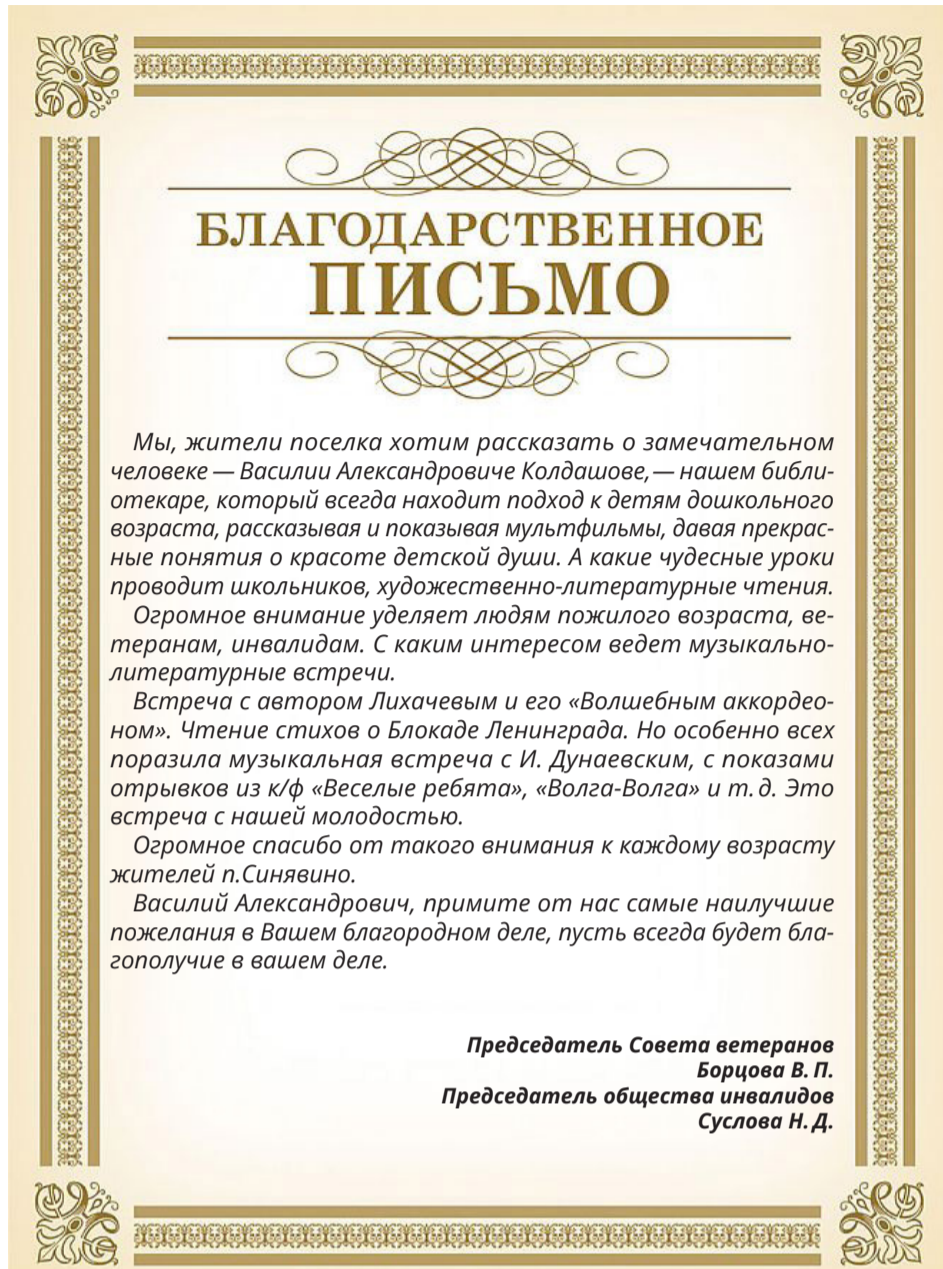 БЛАГОДАРСТВЕННОЕ
ПИСЬМО
Мы, жители поселка хотим рассказать о замечательном
человеке — Василии Александровиче Колдашове,— нашем библи-
отекаре, который всегда находит подход к детям дошкольного
возраста, рассказывая и показывая мультфильмы, давая прекрас-
ные понятия о красоте детской души. А какие чудесные уроки
проводит школьников, художественно-литературные чтения.
Огромное внимание уделяет людям пожилого возраста, ве-
теранам, инвалидам. С каким интересом ведет музыкально-
литературные встречи.
Встреча с автором Лихачевым и его «Волшебным аккордео-
ном». Чтение стихов о Блокаде Ленинграда. Но особенно всех
поразила музыкальная встреча с И. Дунаевским, с показами
отрывков из к/ф «Веселые ребята», «Волга-Волга» и т. д. Это
встреча с нашей молодостью.
Огромное спасибо от такого внимания к каждому возрасту
жителей п.Синявино.
Василий Александрович, примите от нас самые наилучшие
пожелания в Вашем благородном деле, пусть всегда будет бла-
гополучие в вашем деле.
Председатель Совета ветеранов
Борцова В. П.
Председатель общества инвалидов
Суслова Н. Д.